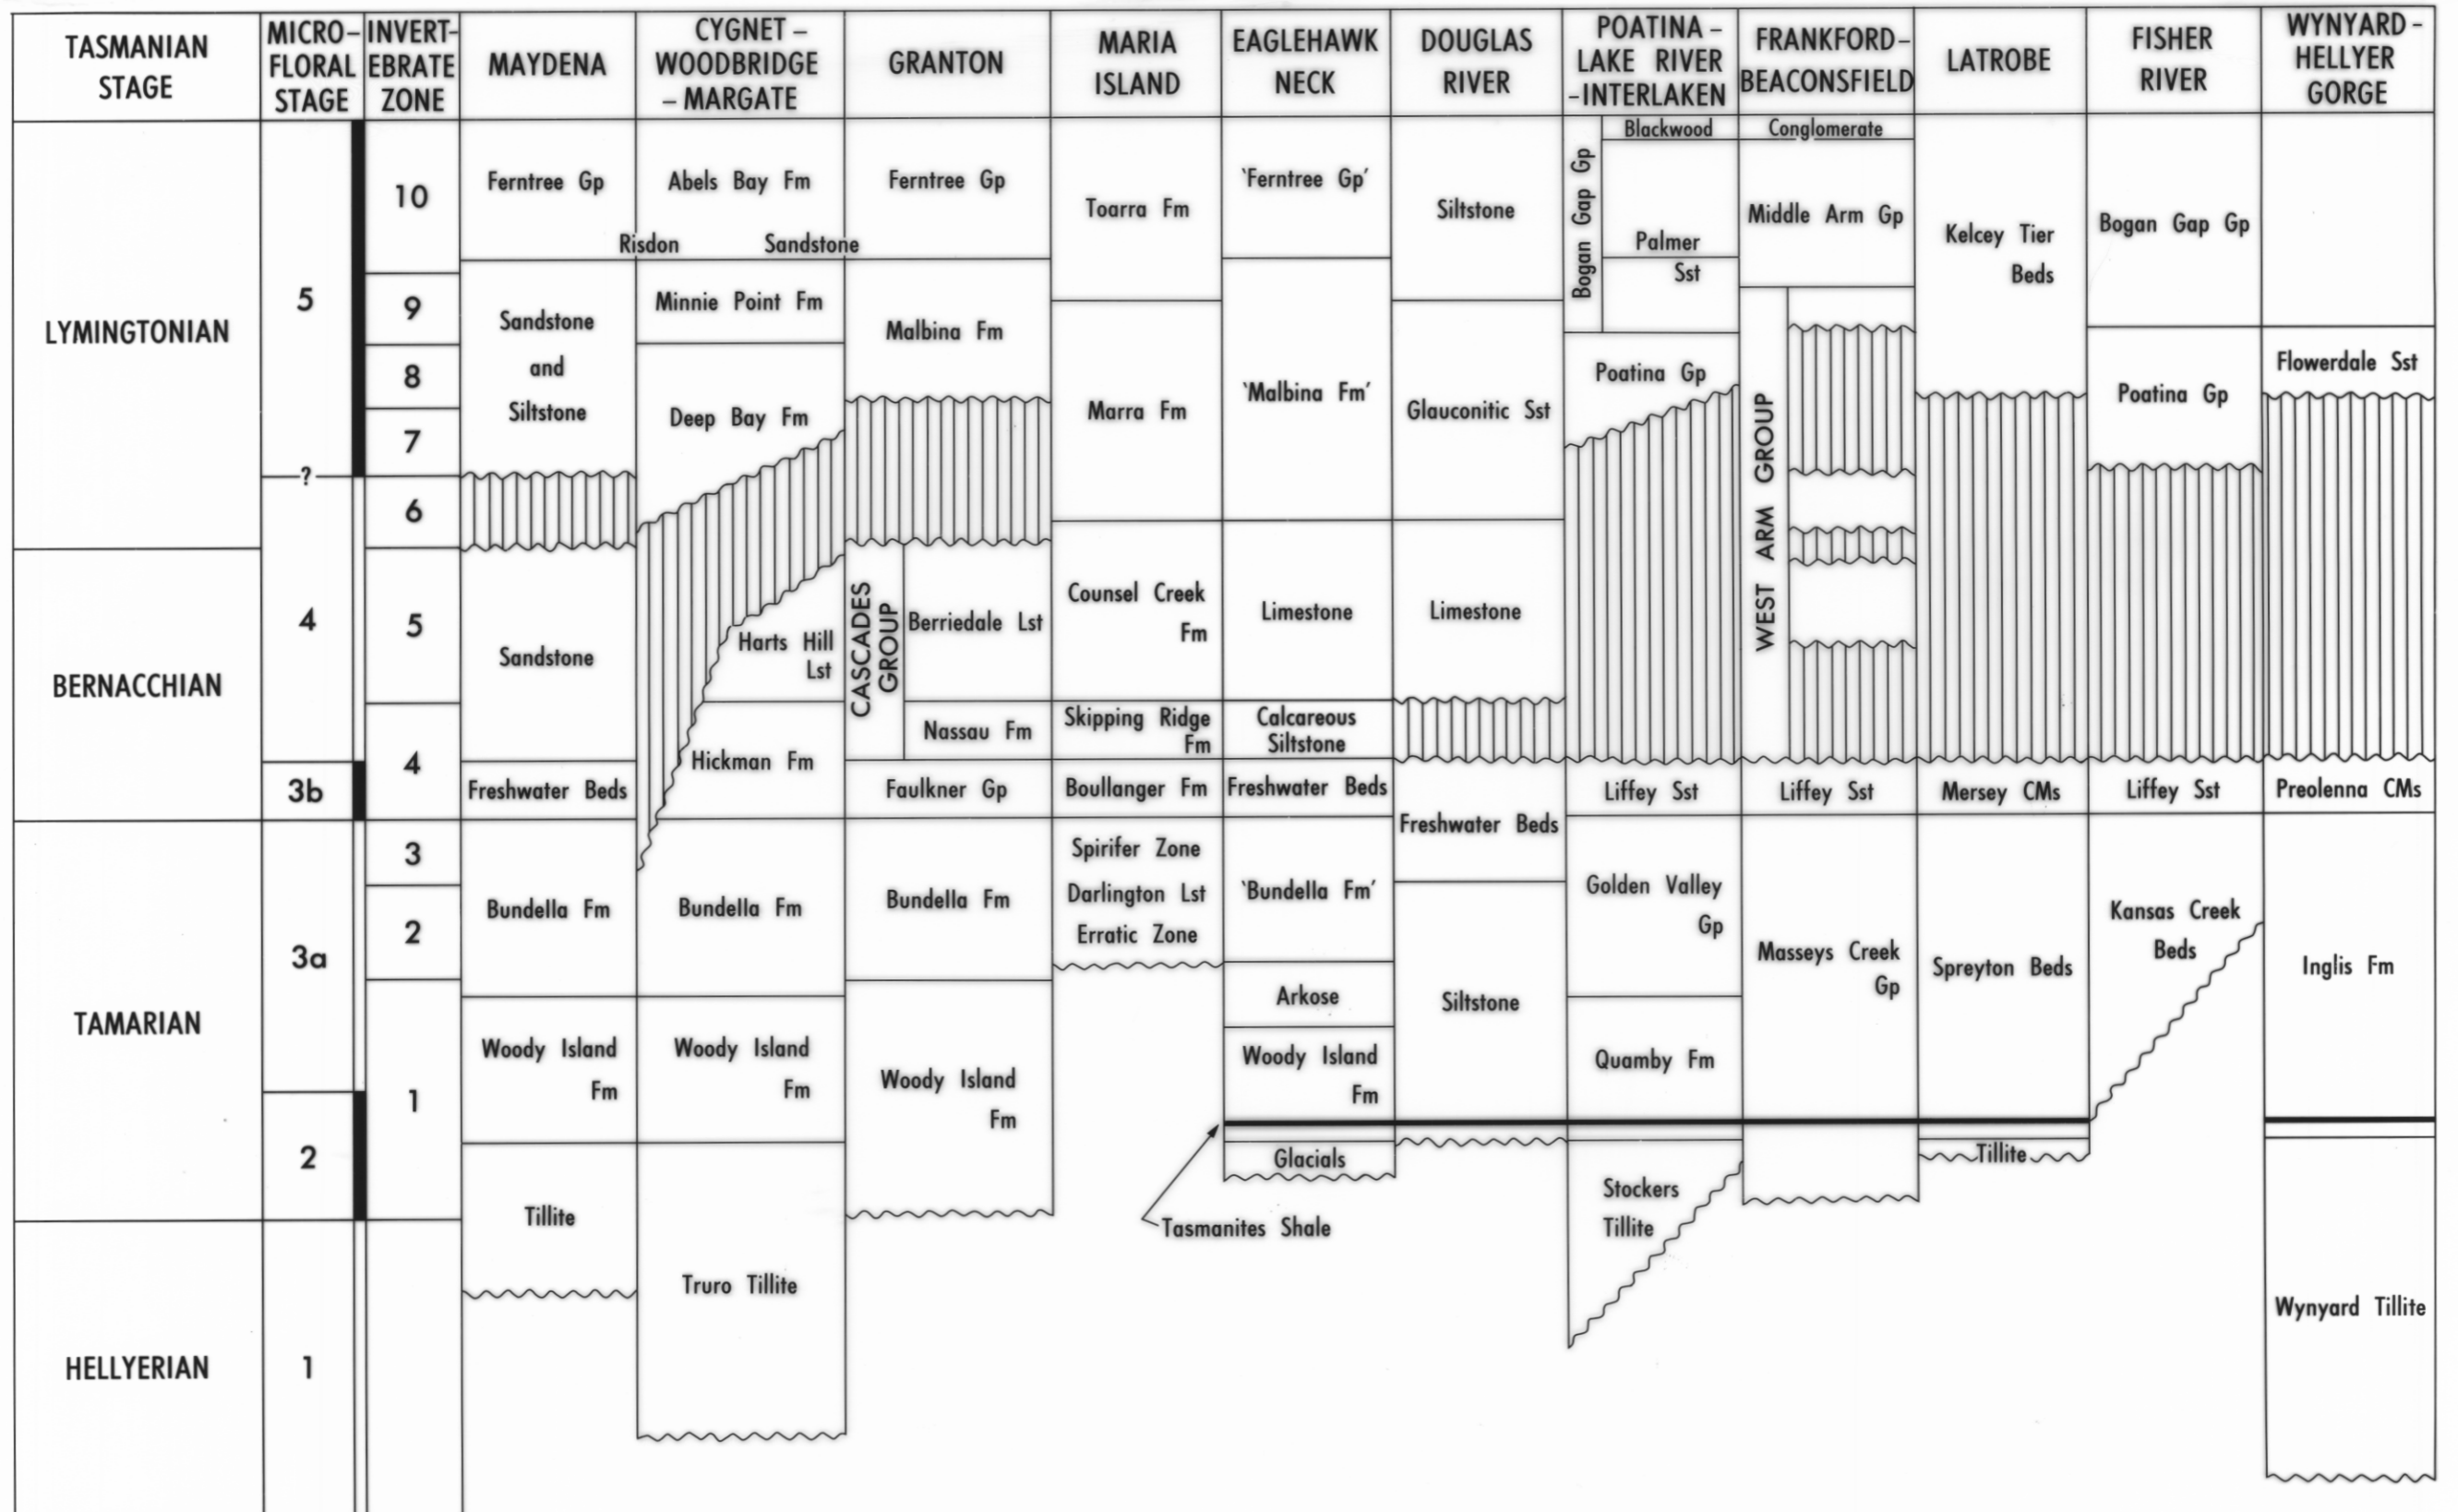 TASMANIAN
STAGE
MICRO-
FLORAL
STAGE
INVERT-
EBRATE
ZONE
MAYDENA
CYGNET –
WOODBRIDGE
– MARGATE
GRANTON
MARIA
ISLAND
EAGLEHAWK
NECK
DOUGLAS
RIVER
POATINA –
LAKE RIVER
–INTERLAKEN
FRANKFORD–
BEACONSFIELD
LATROBE
FISHER
RIVER
WYNYARD –
HELLYER
GORGE
LYMINGTONIAN
BERNACCHIAN
TAMARIAN
HELLYERIAN
5
?
4
3b
3a
2
1
10
9
8
7
6
5
4
3
2
1
Ferntree Gp
Sandstone
and
Siltstone
Sandstone
Freshwater Beds
Bundella Fm
Woody Island
Fm
Tillite
Abels Bay Fm
Risdon Sandstone
Minnie Point Fm
Deep Bay Fm
Harts Hill
Lst
Hickman Fm
Bundella Fm
Woody Island
Fm
Truro Tillite
Ferntree Gp
Malbina Fm
CASCADES
GROUP
Berriedale Lst
Nassau Fm
Faulkner Gp
Bundella Fm
Woody Island
Fm
Toarra Fm
Marra Fm
Counsel Creek
Fm
Skipping Ridge
Fm
Boullanger Fm
Spirifer Zone
Darlington Lst
Erratic Zone
Tasmanites Shale
'Ferntree Gp'
'Malbina Fm'
Limestone
Calcareous
Siltstone
Freshwater Beds
'Bundella Fm'
Arkose
Woody Island
Fm
Glacials
Siltstone
Glauconitic Sst
Limestone
Freshwater Beds
Siltstone
Bogan Gap Gp
Blackwood Conglomerate
Palmer
Sst
Poatina Gp
Liffey Sst
Golden Valley
Gp
Quamby Fm
Stockers
Tillite
Middle Arm Gp
WEST ARM GROUP
Liffey Sst
Masseys Creek
Gp
Kelcey Tier
Beds
Mersey CMs
Spreyton Beds
Tillite
Bogan Gap Gp
Poatina Gp
Liffey Sst
Kansas Creek
Beds
Flowerdale Sst
Preolenna CMs
Inglis Fm
Wynyard Tillite